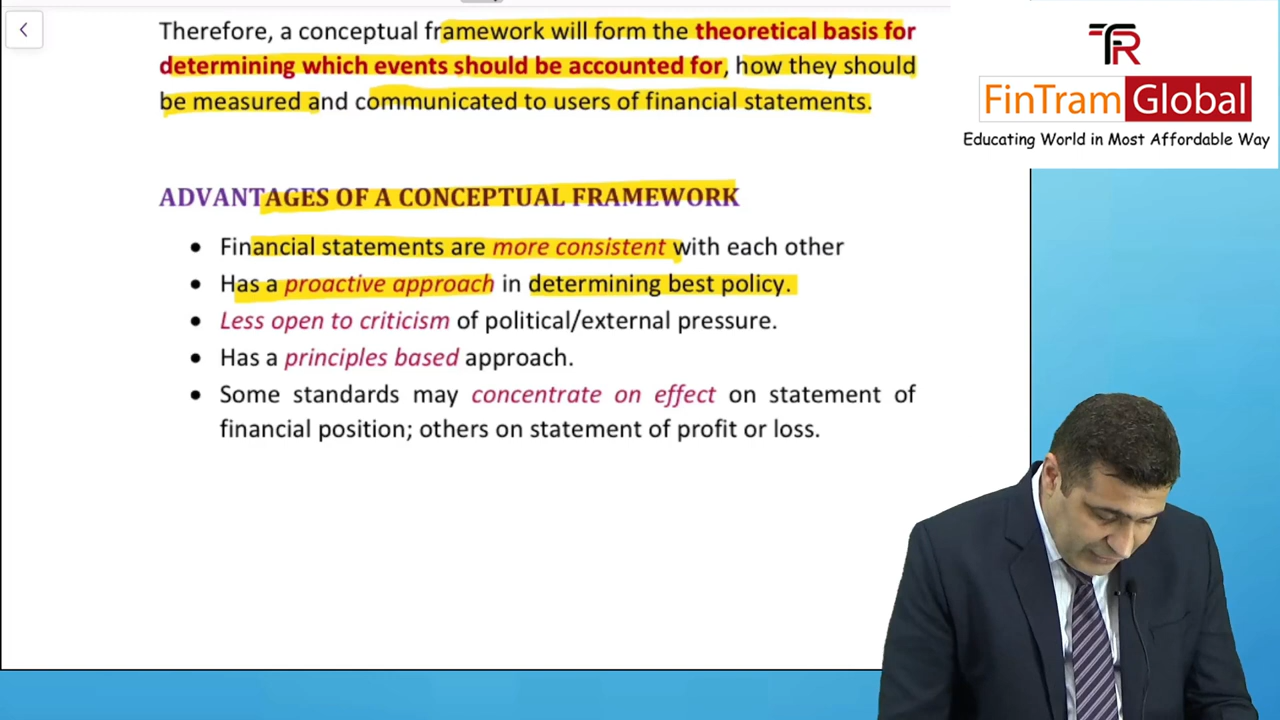 Therefore, a conceptual framework will form the theoretical basis for
determining which events should be accounted for, how they should
be measured and communicated to users of financial statements.
TR
FinTram Global
Educating World in Most Affordable Way
ADVANTAGES OF A CONCEPTUAL FRAMEWORK
• Financial statements are more consistent with each other
• Has a proactive approach in determining best policy.
• Less open to criticism of political/external pressure.
• Has a principles based approach.
• Some standards may concentrate on effect on statement of
financial position; others on statement of profit or loss.